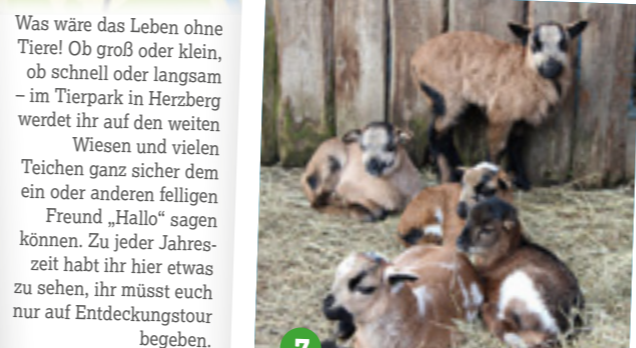 Was wäre das Leben ohne
Tiere! Ob groß oder klein,
ob schnell oder langsam
– im Tierpark in Herzberg
werdet ihr auf den weiten
Wiesen und vielen
Teichen ganz sicher dem
ein oder anderen felligen
Freund „Hallo“ sagen
können. Zu jeder Jahres-
zeit habt ihr hier etwas
zu sehen, ihr müsst euch
nur auf Entdeckungstour
begeben.
7